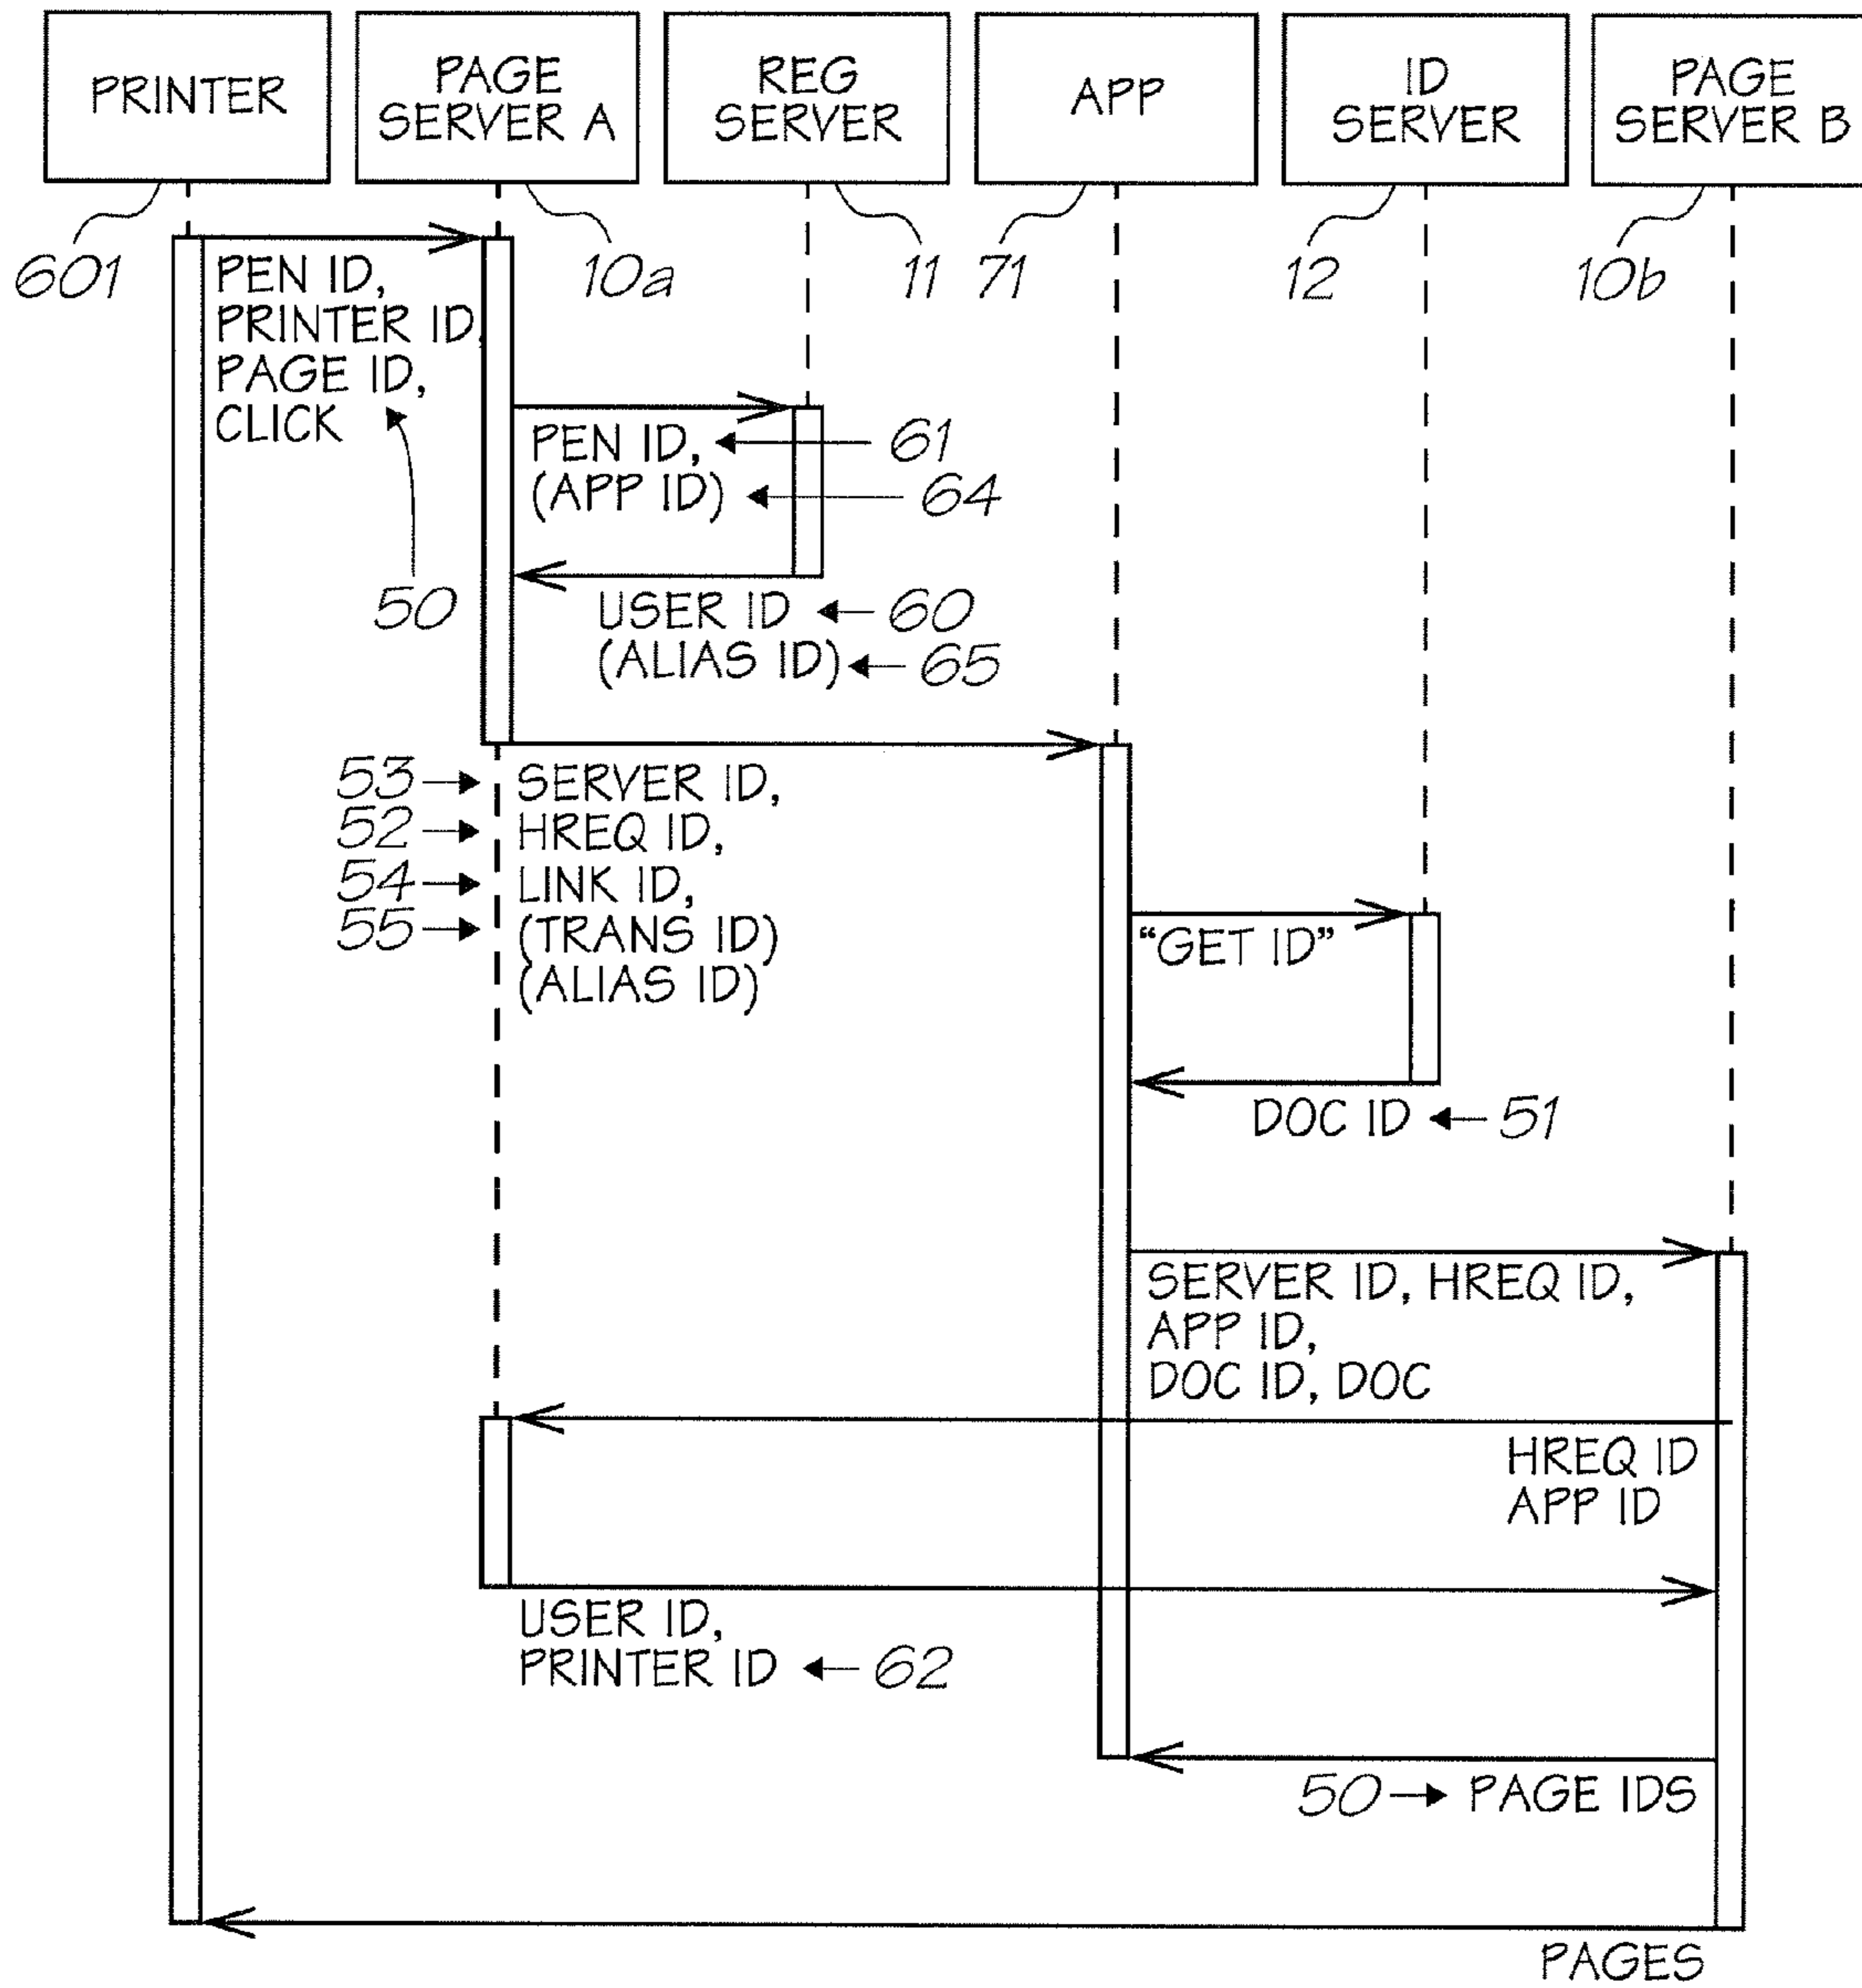 PRINTER
PAGE
SERVER A
REG
SERVER
APP
ID
SERVER
PAGE
SERVER B
601
10a
11
71
12
10b
PEN ID,
PRINTER ID,
PAGE ID,
CLICK
50
PEN ID,
61
(APP ID)
64
USER ID
60
(ALIAS ID)
65
53
SERVER ID,
52
HREQ ID,
54
LINK ID,
55
(TRANS ID)
(ALIAS ID)
"GET ID"
DOC ID
51
SERVER ID, HREQ ID,
APP ID,
DOC ID, DOC
HREQ ID
APP ID
USER ID,
PRINTER ID
62
50
PAGE IDS
PAGES